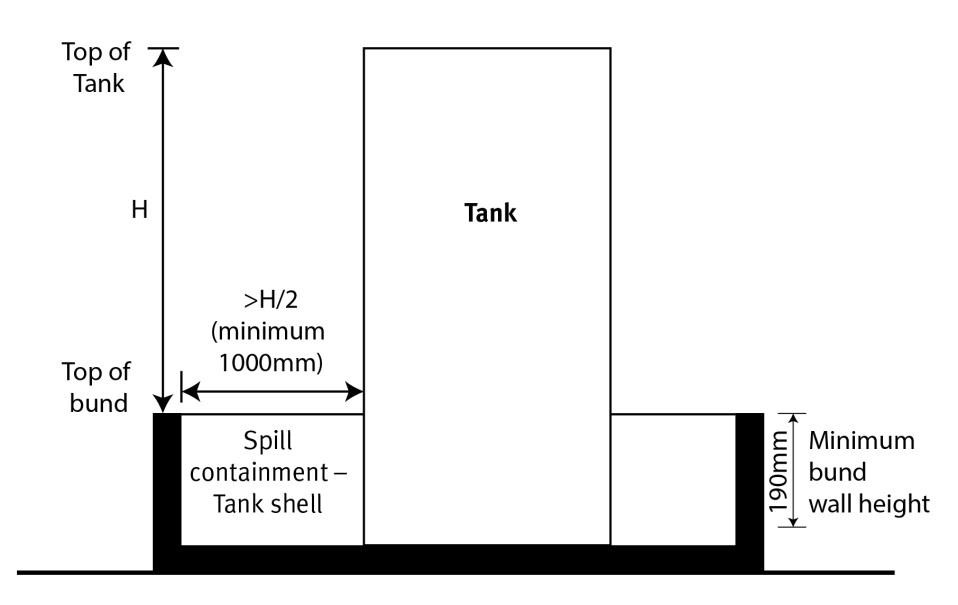 Top of
Tank
H
Tank
>H/2
(minimum
1000mm)
Top of
bund
Spill
containment –
Tank shell
190mm
Minimum
bund
wall height